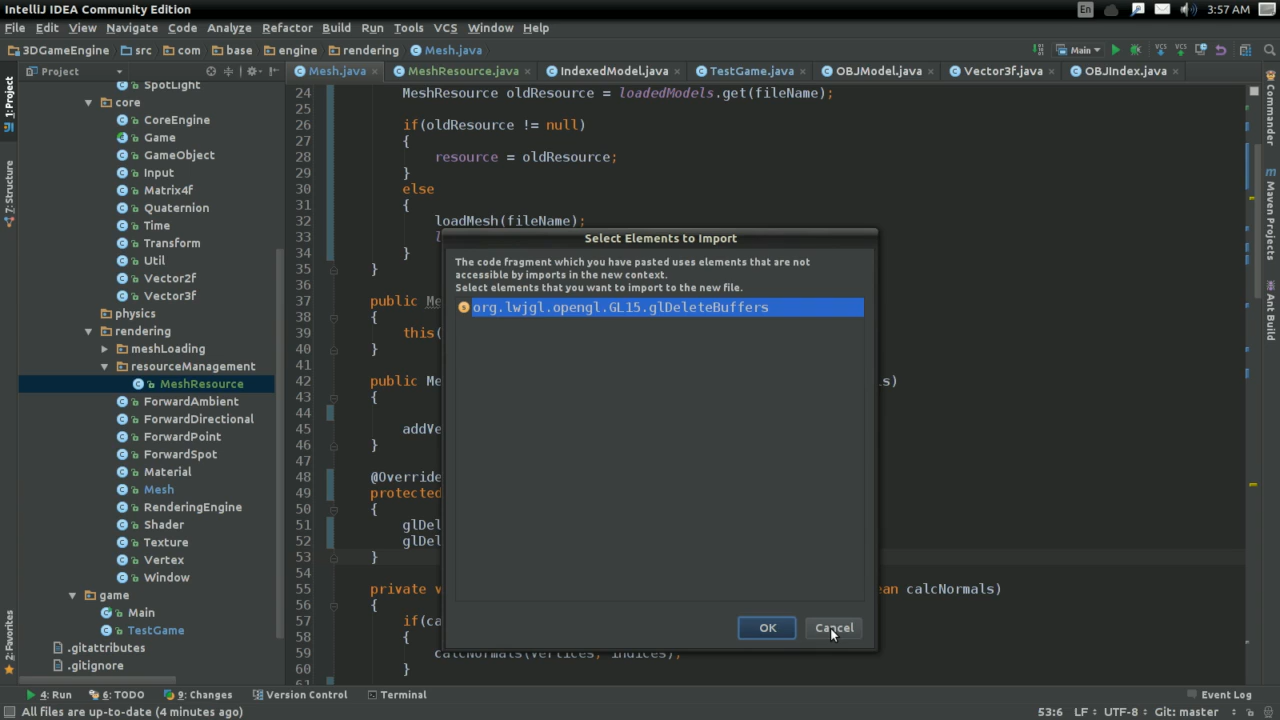 IntelliJ IDEA Community Edition
En
3:57 AM
File Edit View Navigate Code Analyze Refactor Build Run Tools VCS Window Help
3DGameEngine src com base engine rendering Mesh.java
Main
Project
Mesh.java MeshResource.java IndexedModel.java TestGame.java OBJModel.java Vector3f.java OBJIndex.java
1: Project
7: Structure
2: Favorites
Commander
Maven Projects
Ant Build
SpotLight
core
CoreEngine
Game
GameObject
Input
Matrix4f
Quaternion
Time
Transform
Util
Vector2f
Vector3f
physics
rendering
meshLoading
resourceManagement
MeshResource
ForwardAmbient
ForwardDirectional
ForwardPoint
ForwardSpot
Material
Mesh
RenderingEngine
Shader
Texture
Vertex
Window
game
Main
TestGame
.gitattributes
.gitignore
24 MeshResource oldResource = loadedModels.get(fileName);
25
26 if(oldResource != null)
27 {
28 resource = oldResource;
29 }
30 else
31 {
32 loadMesh(fileName);
33
34 }
35 }
36
37 public Me
38 {
39 this(
40 }
41
42 public Me s)
43 {
44
45 addVe
46 }
47
48 @Override
49 protected
50 {
51 glDel
52 glDel
53 }
54
55 private v ean calcNormals)
56 {
57 if(ca
58 {
59 calcNormals(vertices, indices);
60 }
61
Select Elements to Import
The code fragment which you have pasted uses elements that are not
accessible by imports in the new context.
Select elements that you want to import to the new file.
org.lwjgl.opengl.GL15.glDeleteBuffers
OK Cancel
4: Run 6: TODO 9: Changes Version Control Terminal Event Log
All files are up-to-date (4 minutes ago) 53:6 LF UTF-8 Git: master